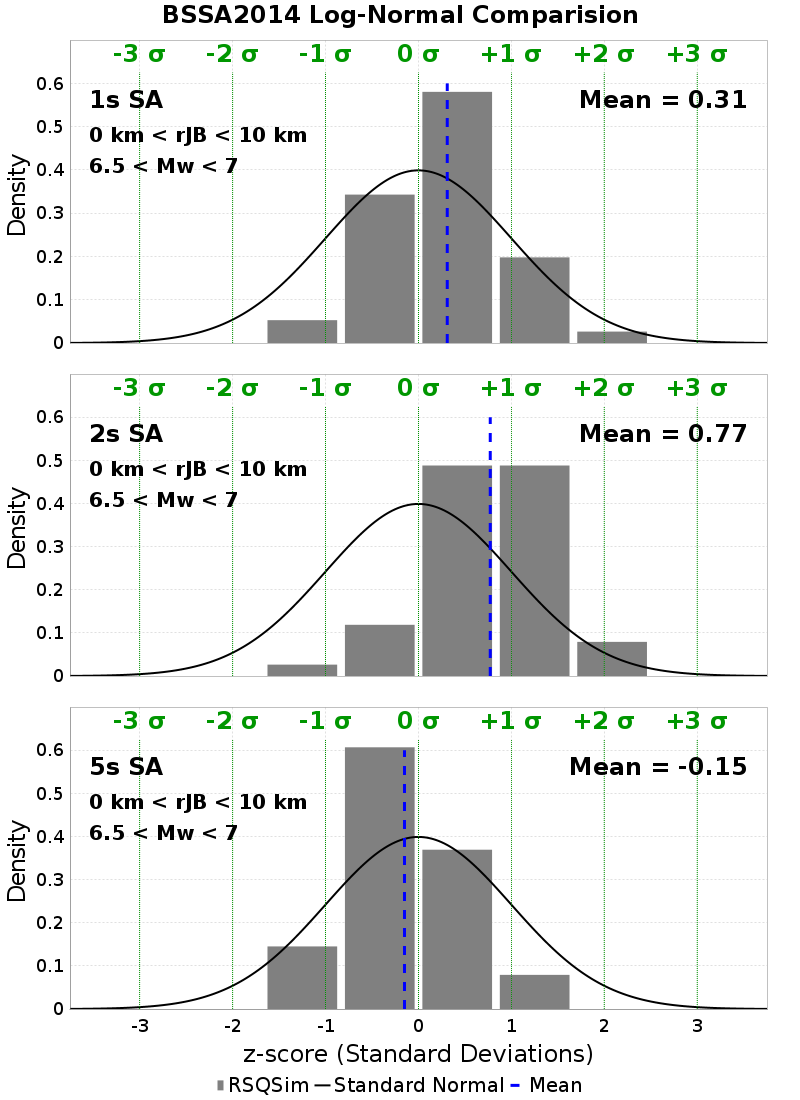 BSSA2014 Log-Normal Comparision
-3 σ -2 σ -1 σ 0 σ +1 σ +2 σ +3 σ
1s SA Mean = 0.31
0 km < rJB < 10 km
6.5 < Mw < 7
Density
0.6
0.5
0.4
0.3
0.2
0.1
0
-3 σ -2 σ -1 σ 0 σ +1 σ +2 σ +3 σ
2s SA Mean = 0.77
0 km < rJB < 10 km
6.5 < Mw < 7
Density
0.6
0.5
0.4
0.3
0.2
0.1
0
-3 σ -2 σ -1 σ 0 σ +1 σ +2 σ +3 σ
5s SA Mean = -0.15
0 km < rJB < 10 km
6.5 < Mw < 7
Density
0.6
0.5
0.4
0.3
0.2
0.1
0
-3 -2 -1 0 1 2 3
z-score (Standard Deviations)
RSQSim Standard Normal Mean